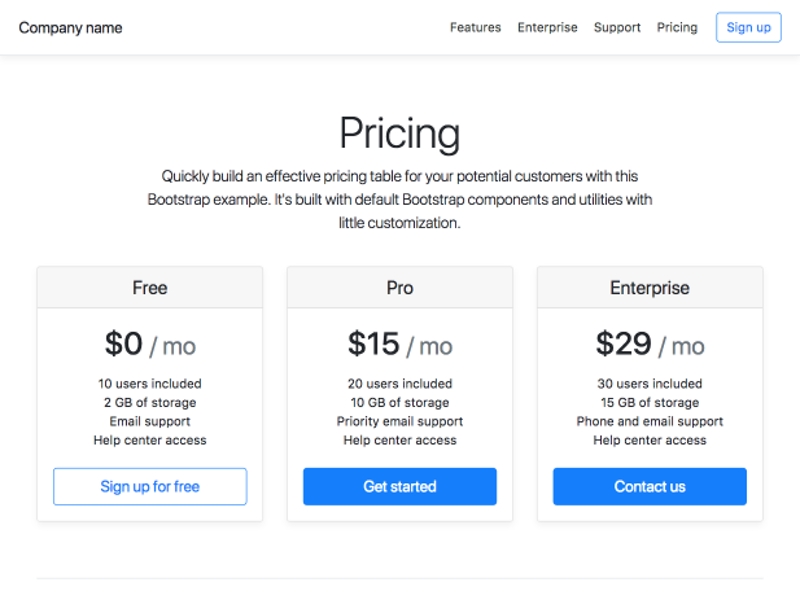 Company name
Features Enterprise Support Pricing Sign up
Pricing
Quickly build an effective pricing table for your potential customers with this
Bootstrap example. It's built with default Bootstrap components and utilities with
little customization.
Free
$0 / mo
10 users included
2 GB of storage
Email support
Help center access
Sign up for free
Pro
$15 / mo
20 users included
10 GB of storage
Priority email support
Help center access
Get started
Enterprise
$29 / mo
30 users included
15 GB of storage
Phone and email support
Help center access
Contact us